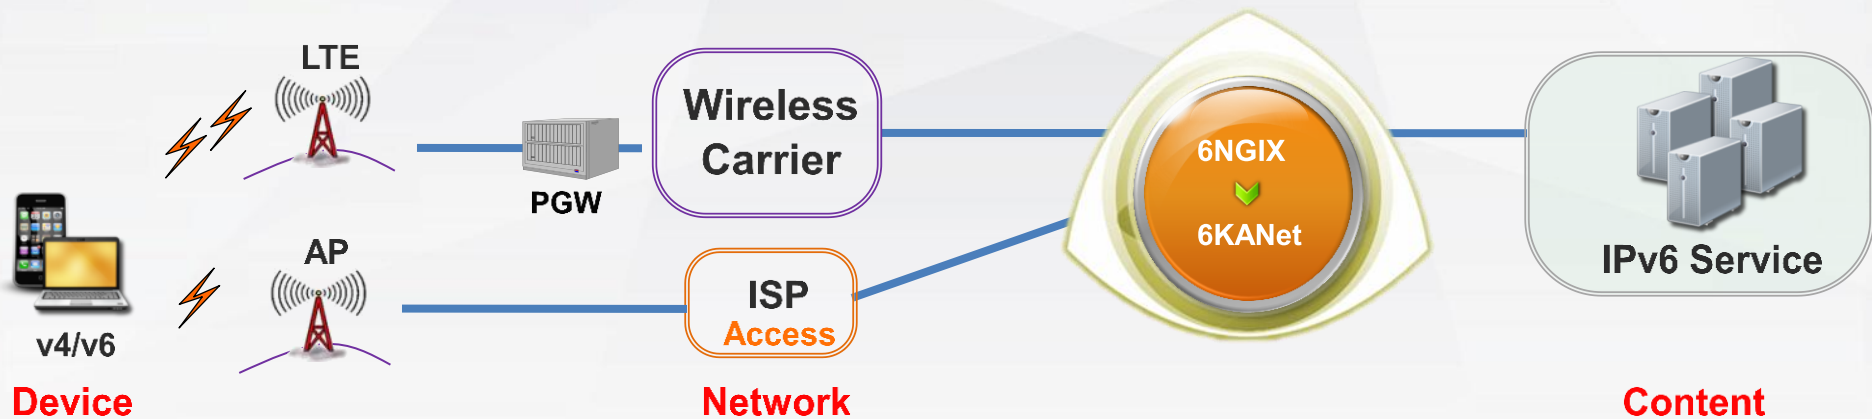 LTE
Wireless
Carrier
PGW
6NGIX
6KANet
IPv6 Service
AP
ISP
Access
v4/v6
Device
Network
Content